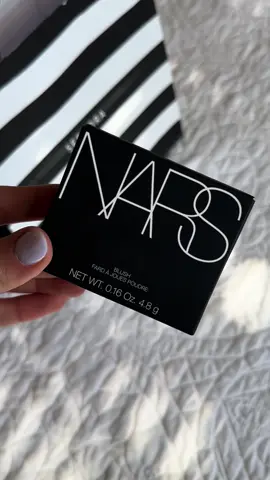 NARS
BLUSH
FARD À JOUES POUDRE
NET WT. 0.16 Oz. 4.8 g